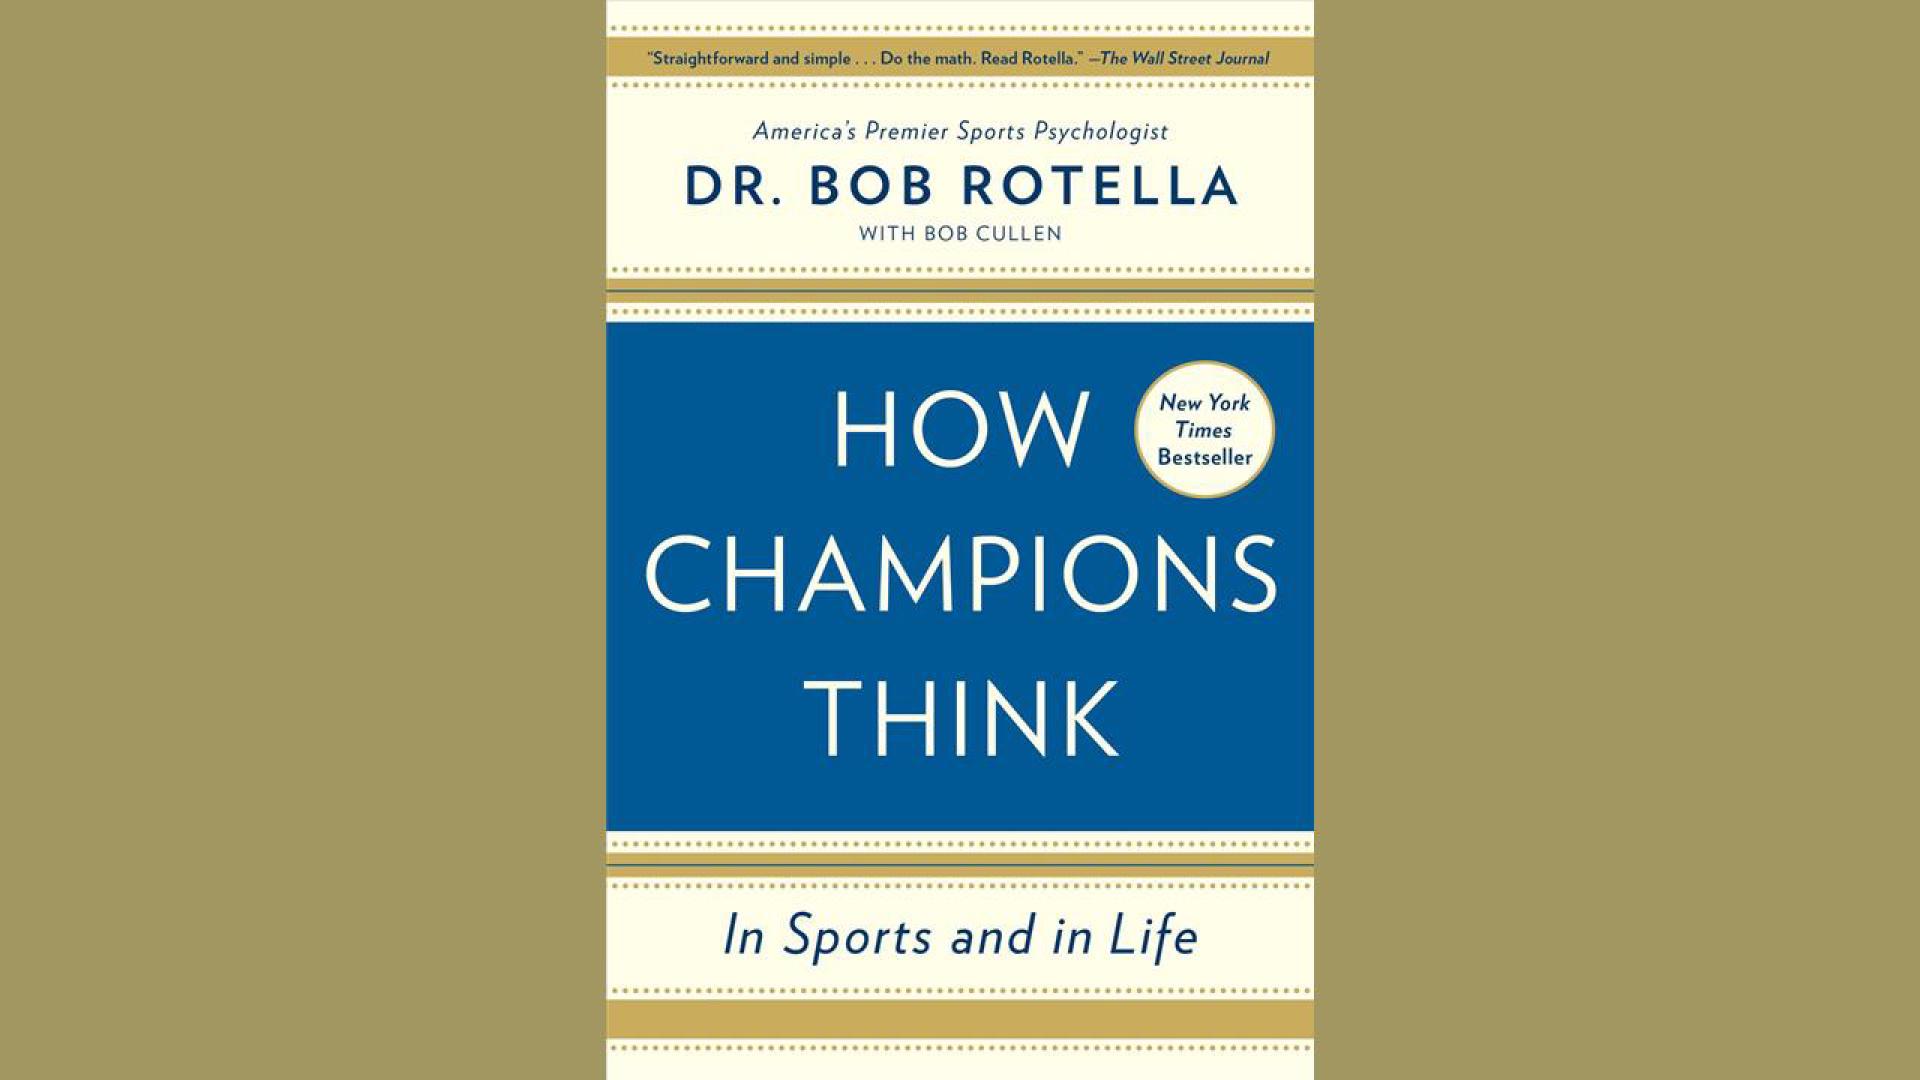 “Straightforward and simple . . . Do the math. Read Rotella.” —The Wall Street Journal
America’s Premier Sports Psychologist
DR. BOB ROTELLA
WITH BOB CULLEN
HOW
New York
Times
Bestseller
CHAMPIONS
THINK
In Sports and in Life